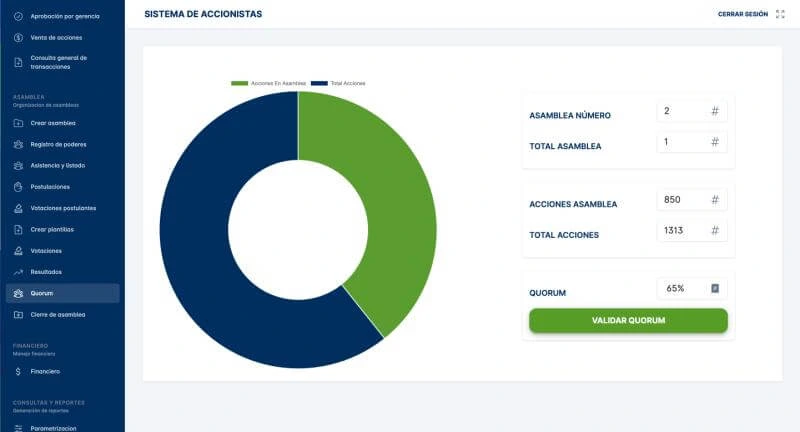 Aprobación por gerencia
Venta de acciones
Consulta general de
transacciones
ASAMBLEA
Organizacion de asambleas
Crear asamblea
Registro de poderes
Asistencia y listado
Postulaciones
Votaciones postulantes
Crear plantillas
Votaciones
Resultados
Quorum
Cierre de asamblea
FINANCIERO
Manejo financiero
Financiero
CONSULTAS Y REPORTES
Generación de reportes
Parametrizacion
SISTEMA DE ACCIONISTAS
CERRAR SESIÓN
Acciones En Asamblea
Total Acciones
ASAMBLEA NÚMERO
2 #
TOTAL ASAMBLEA
1 #
ACCIONES ASAMBLEA
850 #
TOTAL ACCIONES
1313 #
QUORUM
65%
VALIDAR QUORUM